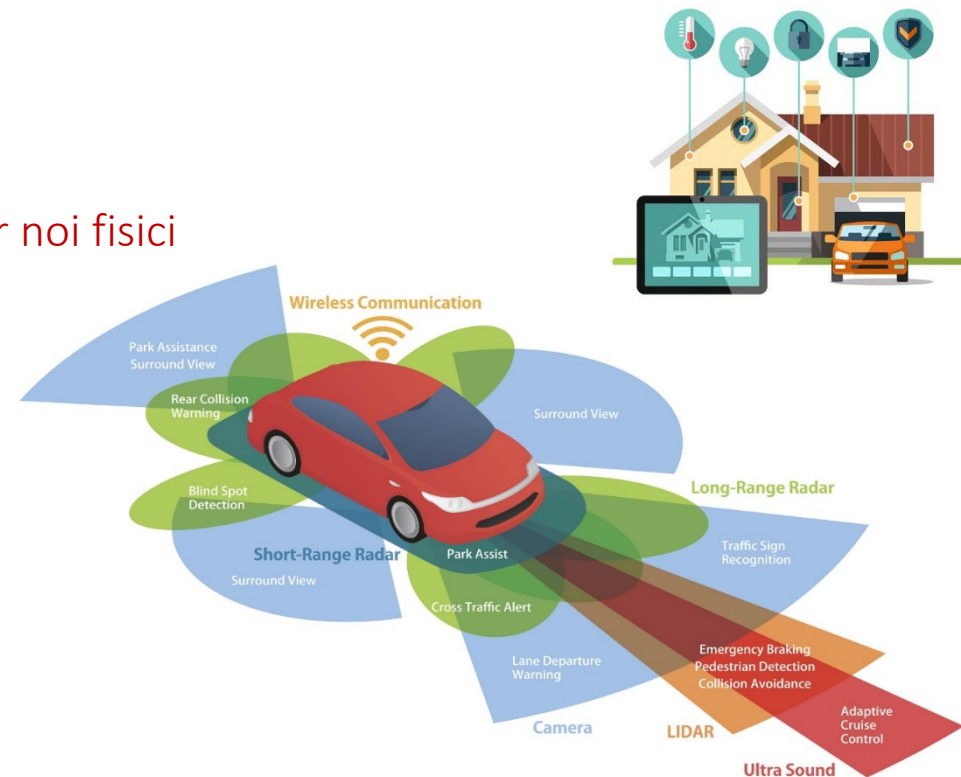 r noi fisici
Wireless Communication
Park Assistance
Surround View
Rear Collision
Warning
Surround View
Blind Spot
Detection
Long-Range Radar
Short-Range Radar
Park Assist
Traffic Sign
Recognition
Surround View
Cross Traffic Alert
Emergency Braking
Pedestrian Detection
Collision Avoidance
Lane Departure
Warning
Adaptive
Cruise
Control
Camera
LIDAR
Ultra Sound